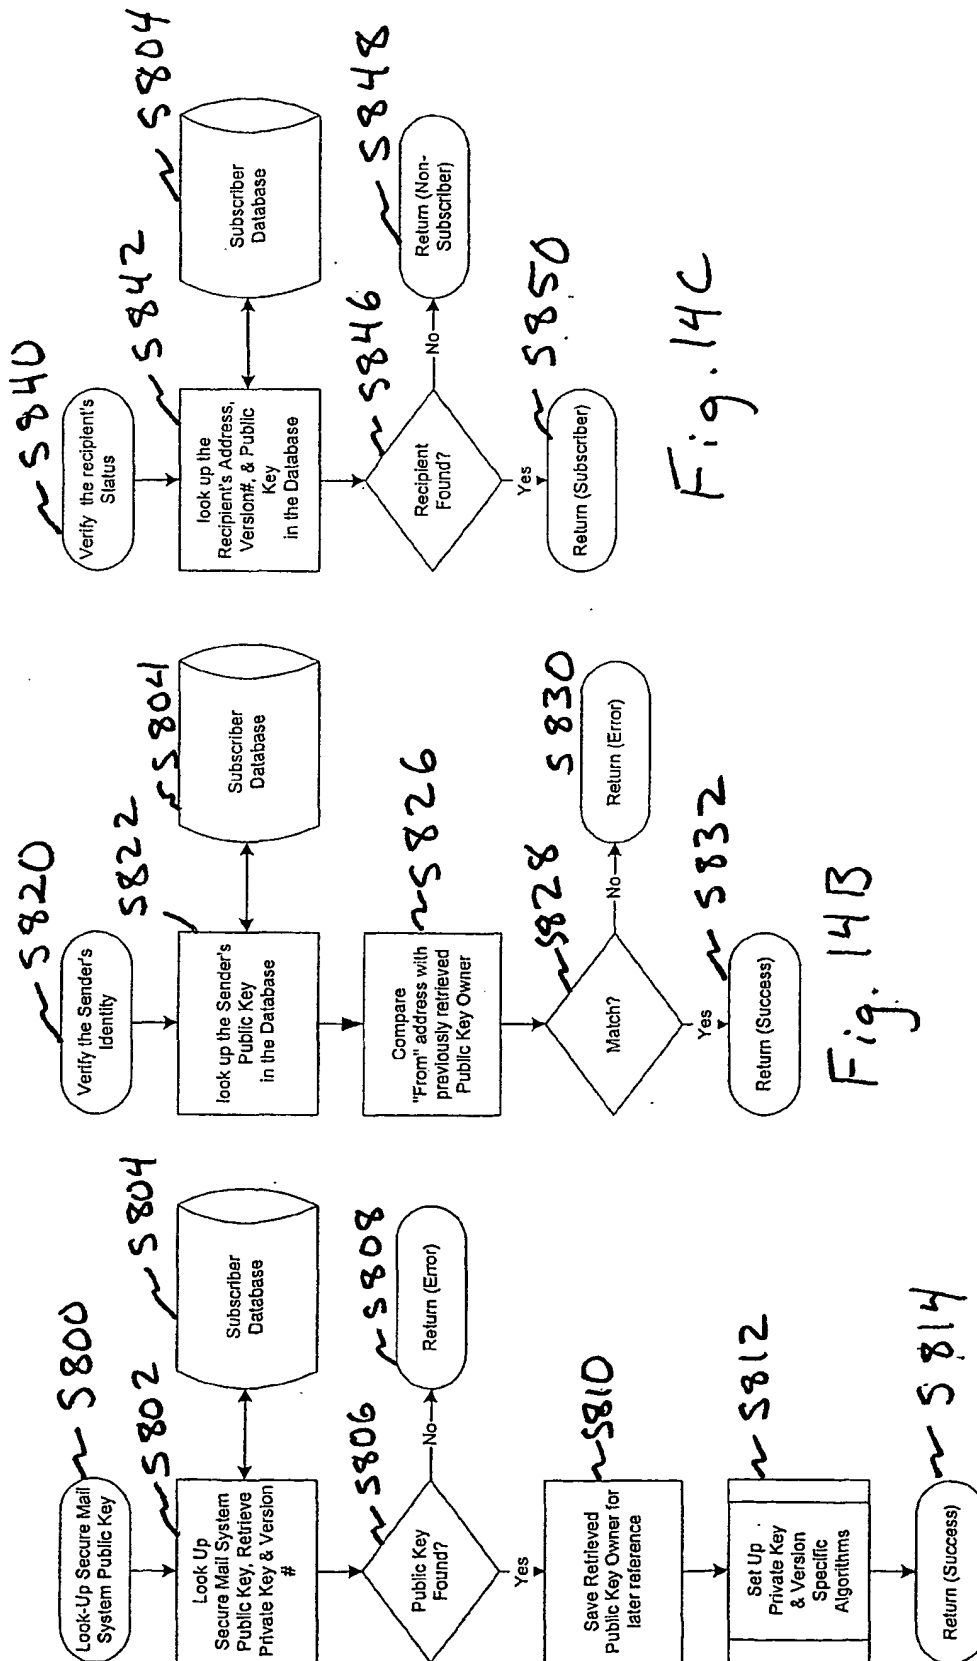 S800
Look-Up Secure Mail
System Public Key
S802
Look Up
Secure Mail System
Public Key, Retrieve
Private Key & Version
#
S804
Subscriber
Database
S806
Public Key
Found?
No
S808
Return (Error)
Yes
S810
Save Retrieved
Public Key Owner for
later reference
S812
Set Up
Private Key
& Version
Specific
Algorithms
S814
Return (Success)
S820
Verify the Sender's
Identity
S822
look up the Sender's
Public Key
in the Database
S804
Subscriber
Database
S826
Compare
"From" address with
previously retrieved
Public Key Owner
S828
Match?
No
S830
Return (Error)
Yes
S832
Return (Success)
Fig. 14B
S840
Verify the recipient's
Status
S842
look up the
Recipient's Address,
Version#, & Public
Key
in the Database
S804
Subscriber
Database
S846
Recipient
Found?
No
S848
Return (Non-
Subscriber)
Yes
S850
Return (Subscriber)
Fig. 14C